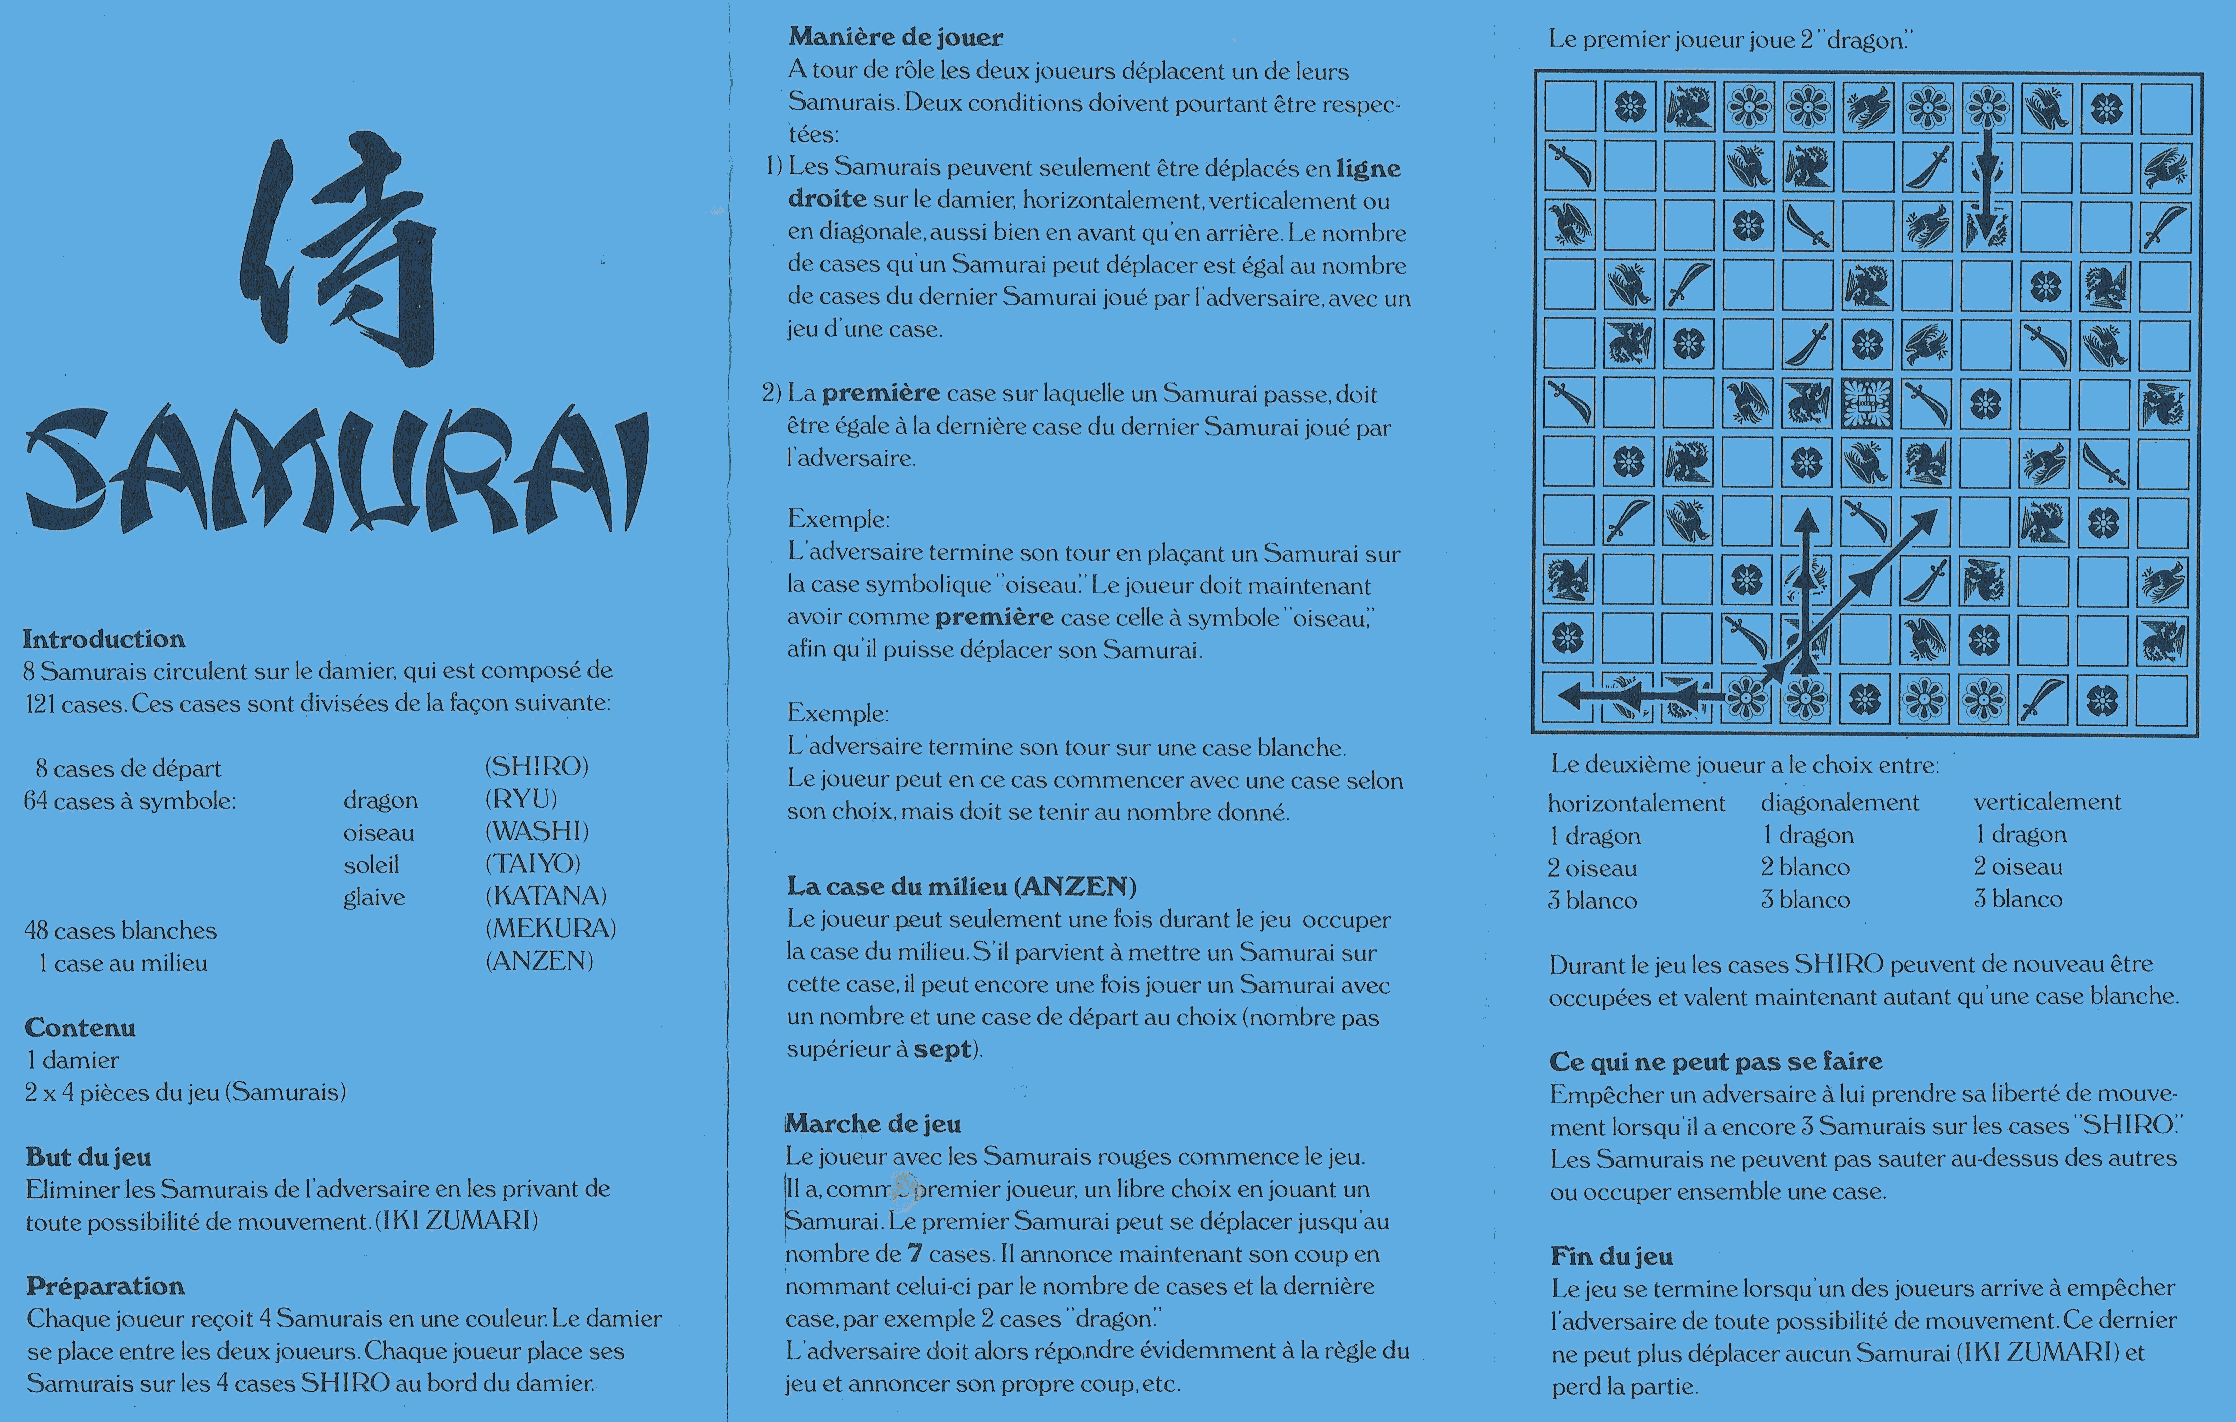 侍
SAMURAI
Introduction
8 Samurais circulent sur le damier, qui est composé de
121 cases. Ces cases sont divisées de la façon suivante:
8 cases de départ (SHIRO)
64 cases à symbole: dragon (RYU)
oiseau (WASHI)
soleil (TAIYO)
glaive (KATANA)
48 cases blanches (MEKURA)
1 case au milieu (ANZEN)
Contenu
1 damier
2 x 4 pièces du jeu (Samurais)
But du jeu
Eliminer les Samurais de l'adversaire en les privant de
toute possibilité de mouvement. (IKI ZUMARI)
Préparation
Chaque joueur reçoit 4 Samurais en une couleur. Le damier
se place entre les deux joueurs. Chaque joueur place ses
Samurais sur les 4 cases SHIRO au bord du damier.
Manière de jouer
A tour de rôle les deux joueurs déplacent un de leurs
Samurais. Deux conditions doivent pourtant être respec-
tées:
1) Les Samurais peuvent seulement être déplacés en ligne
droite sur le damier, horizontalement, verticalement ou
en diagonale, aussi bien en avant qu'en arrière. Le nombre
de cases qu'un Samurai peut déplacer est égal au nombre
de cases du dernier Samurai joué par l'adversaire, avec un
jeu d'une case.
2) La première case sur laquelle un Samurai passe, doit
être égale à la dernière case du dernier Samurai joué par
l'adversaire.
Exemple:
L'adversaire termine son tour en plaçant un Samurai sur
la case symbolique "oiseau". Le joueur doit maintenant
avoir comme première case celle à symbole "oiseau",
afin qu'il puisse déplacer son Samurai.
Exemple:
L'adversaire termine son tour sur une case blanche.
Le joueur peut en ce cas commencer avec une case selon
son choix, mais doit se tenir au nombre donné.
La case du milieu (ANZEN)
Le joueur peut seulement une fois durant le jeu occuper
la case du milieu. S'il parvient à mettre un Samurai sur
cette case, il peut encore une fois jouer un Samurai avec
un nombre et une case de départ au choix (nombre pas
supérieur à sept).
Marche de jeu
Le joueur avec les Samurais rouges commence le jeu.
Il a, comme premier joueur, un libre choix en jouant un
Samurai. Le premier Samurai peut se déplacer jusqu'au
nombre de 7 cases. Il annonce maintenant son coup en
nommant celui-ci par le nombre de cases et la dernière
case, par exemple 2 cases "dragon".
L'adversaire doit alors répondre évidemment à la règle du
jeu et annoncer son propre coup, etc.
Le premier joueur joue 2 "dragon".
Le deuxième joueur a le choix entre:
horizontalement diagonalement verticalement
1 dragon 1 dragon 1 dragon
2 oiseau 2 blanco 2 oiseau
3 blanco 3 blanco 3 blanco
Durant le jeu les cases SHIRO peuvent de nouveau être
occupées et valent maintenant autant qu'une case blanche.
Ce qui ne peut pas se faire
Empêcher un adversaire à lui prendre sa liberté de mouve-
ment lorsqu'il a encore 3 Samurais sur les cases "SHIRO".
Les Samurais ne peuvent pas sauter au-dessus des autres
ou occuper ensemble une case.
Fin du jeu
Le jeu se termine lorsqu'un des joueurs arrive à empêcher
l'adversaire de toute possibilité de mouvement. Ce dernier
ne peut plus déplacer aucun Samurai (IKI ZUMARI) et
perd la partie.